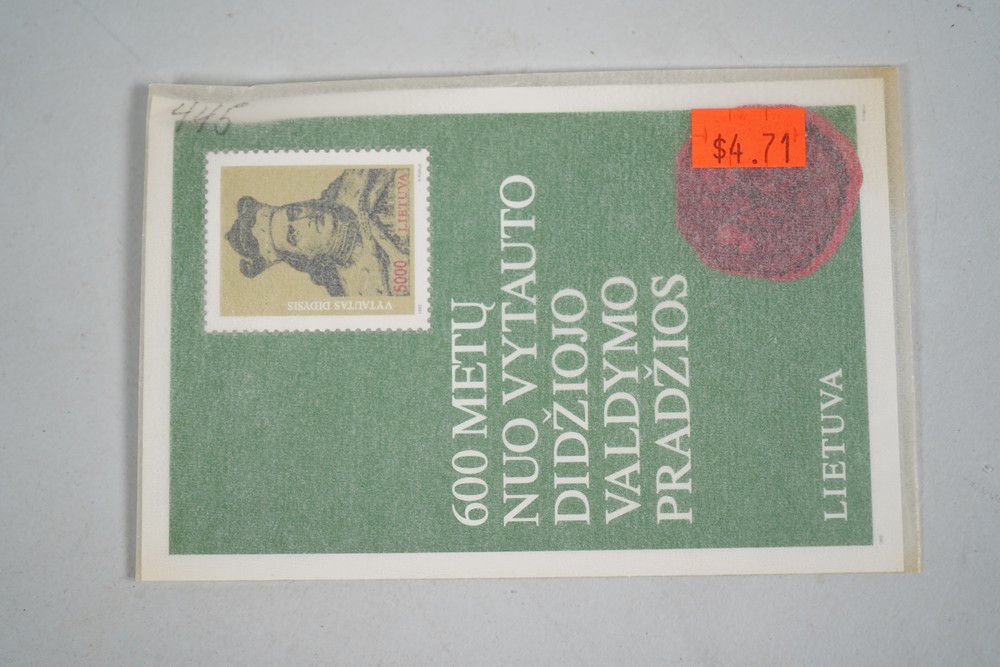 445
$4.71
VYTAUTAS DIDYSIS
5000
LIETUVA
600 METŲ
NUO VYTAUTO
DIDŽIOJO
VALDYMO
PRADŽIOS
LIETUVA